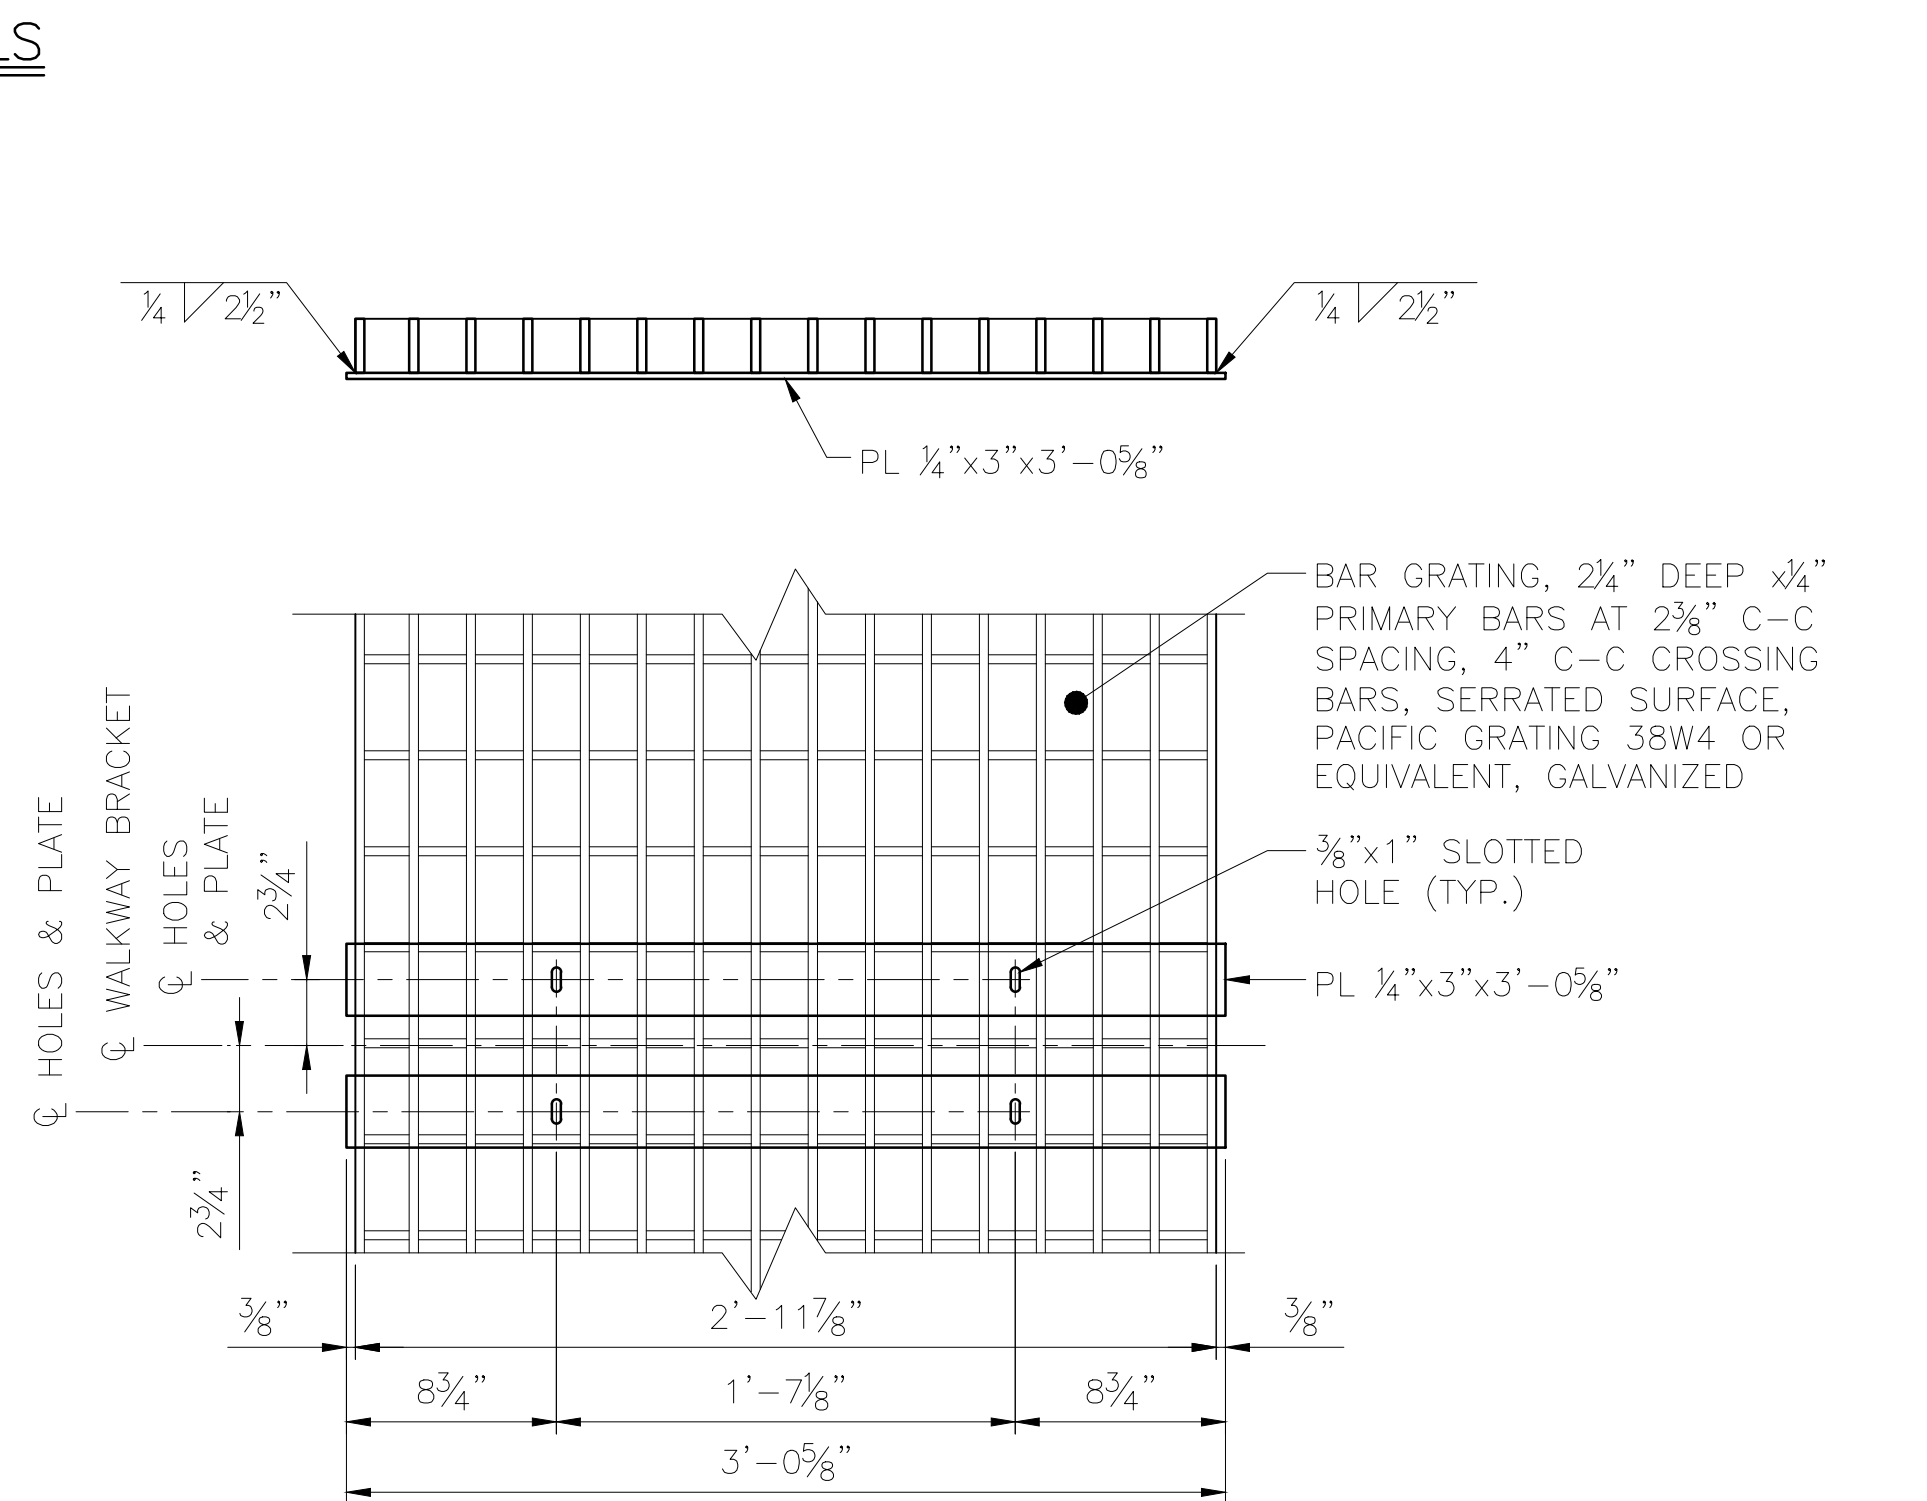 LS
¼ 2½”
¼ 2½”
PL ¼”x3”x3’-0⅝”
BAR GRATING, 2¼” DEEP x¼”
PRIMARY BARS AT 2⅜” C-C
SPACING, 4” C-C CROSSING
BARS, SERRATED SURFACE,
PACIFIC GRATING 38W4 OR
EQUIVALENT, GALVANIZED
⅜”x1” SLOTTED
HOLE (TYP.)
PL ¼”x3”x3’-0⅝”
℄ HOLES & PLATE
℄ WALKWAY BRACKET
℄ HOLES
& PLATE
2¾”
2¾”
⅜”
2’-11⅞”
⅜”
8¾”
1’-7⅛”
8¾”
3’-0⅝”